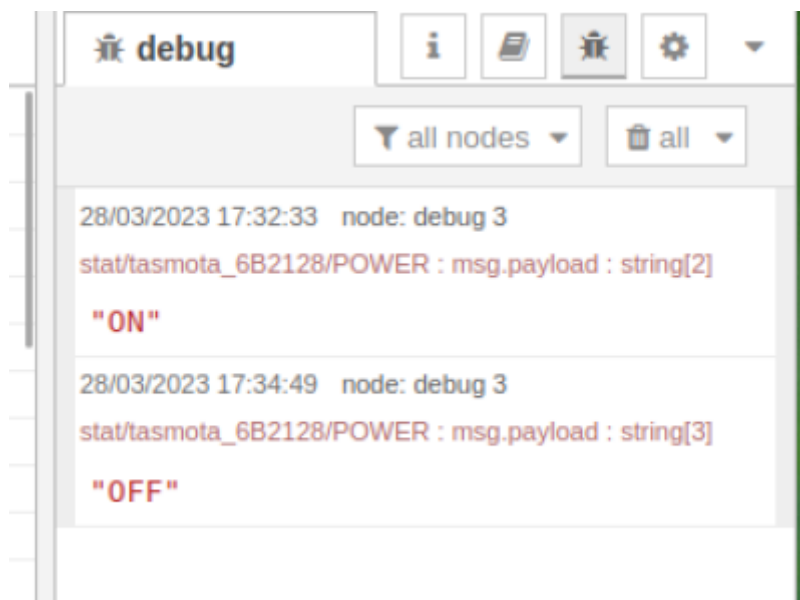 debug
all nodes
all
28/03/2023 17:32:33 node: debug 3
stat/tasmota_6B2128/POWER : msg.payload : string[2]
"ON"
28/03/2023 17:34:49 node: debug 3
stat/tasmota_6B2128/POWER : msg.payload : string[3]
"OFF"